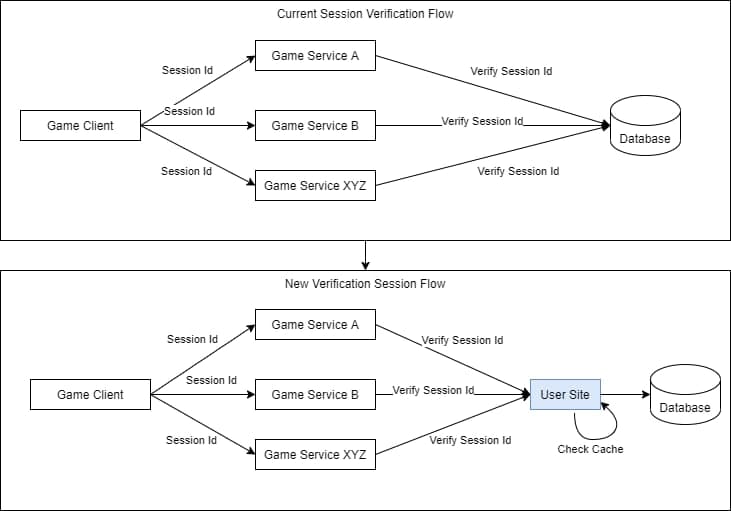 Current Session Verification Flow
Game Service A
Session Id
Verify Session Id
Session Id
Game Client
Game Service B
Verify Session Id
Database
Session Id
Game Service XYZ
Verify Session Id
New Verification Session Flow
Game Service A
Session Id
Verify Session Id
Session Id
Game Client
Game Service B
Verify Session Id
User Site
Database
Session Id
Game Service XYZ
Verify Session Id
Check Cache